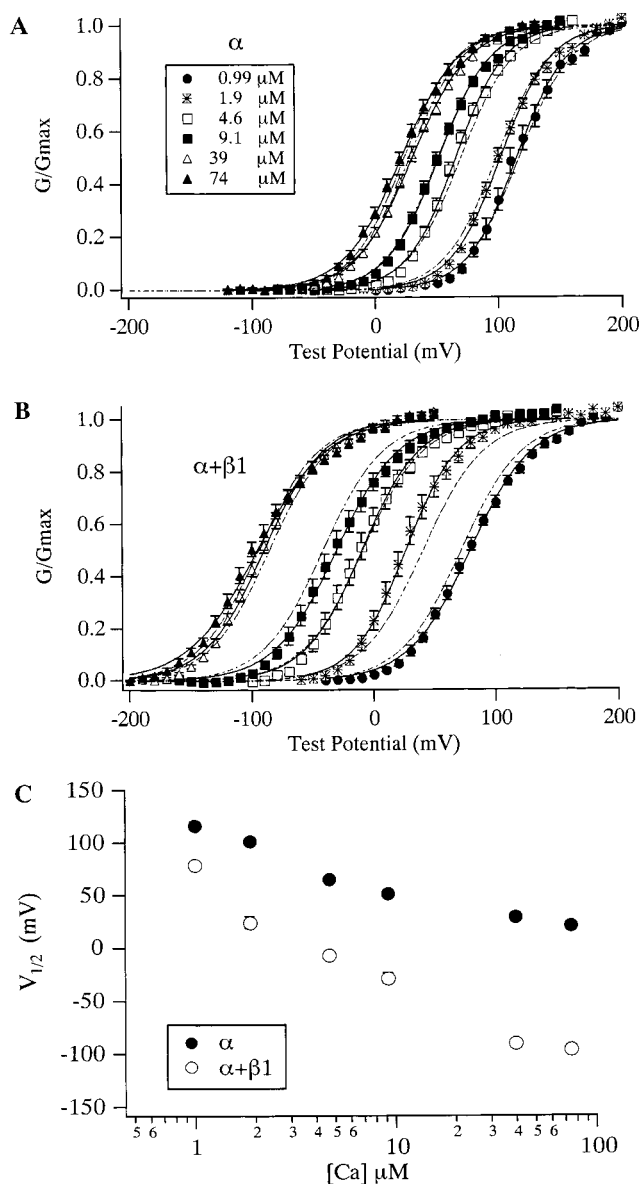 A
α
0.99 μM
1.9 μM
4.6 μM
9.1 μM
39 μM
74 μM
G/Gmax
1.0
0.8
0.6
0.4
0.2
0.0
-200 -100 0 100 200
Test Potential (mV)
B
α+β1
G/Gmax
1.0
0.8
0.6
0.4
0.2
0.0
-200 -100 0 100 200
Test Potential (mV)
C
V1/2 (mV)
150
100
50
0
-50
-100
-150
α
α+β1
5 6 2 3 4 5 6 2 3 4 5 6
1 10 100
[Ca] μM